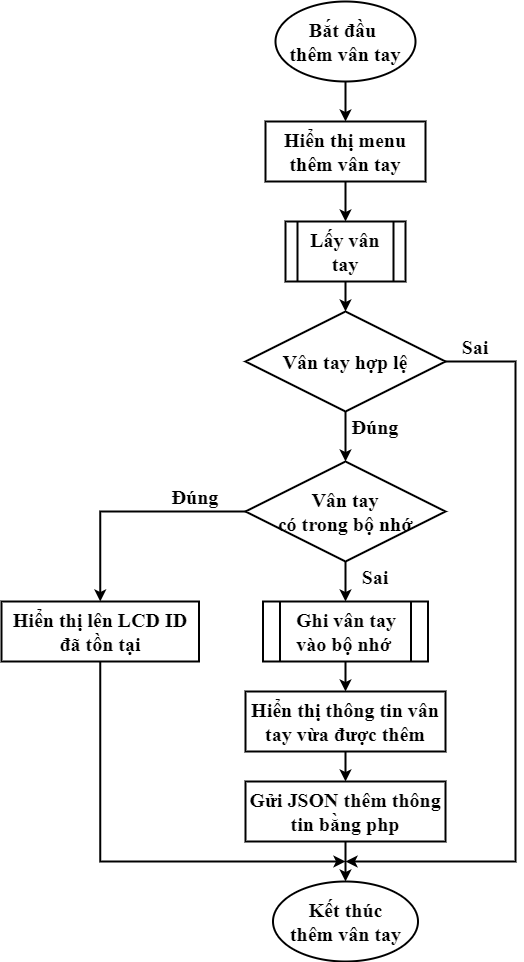 Bắt đầu
thêm vân tay
Hiển thị menu
thêm vân tay
Lấy vân
tay
Vân tay hợp lệ
Sai
Đúng
Vân tay
có trong bộ nhớ
Đúng
Sai
Hiển thị lên LCD ID
đã tồn tại
Ghi vân tay
vào bộ nhớ
Hiển thị thông tin vân
tay vừa được thêm
Gửi JSON thêm thông
tin bằng php
Kết thúc
thêm vân tay